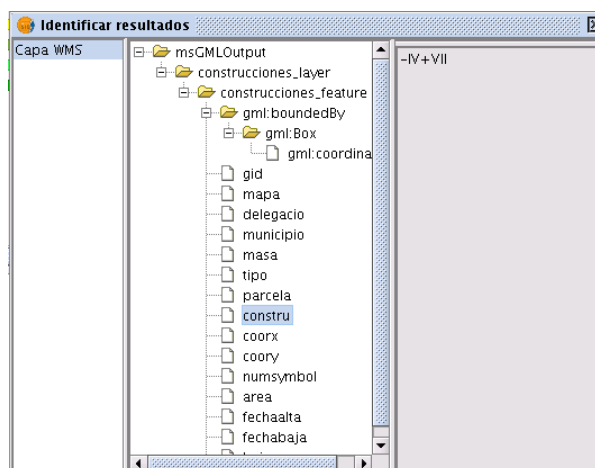 Identificar resultados
Capa WMS
msGMLOutput
construcciones_layer
construcciones_feature
gml:boundedBy
gml:Box
gml:coordina
gid
mapa
delegacio
municipio
masa
tipo
parcela
constru
coorx
coory
numsymbol
area
fechaalta
fechabaja
-IV+VII